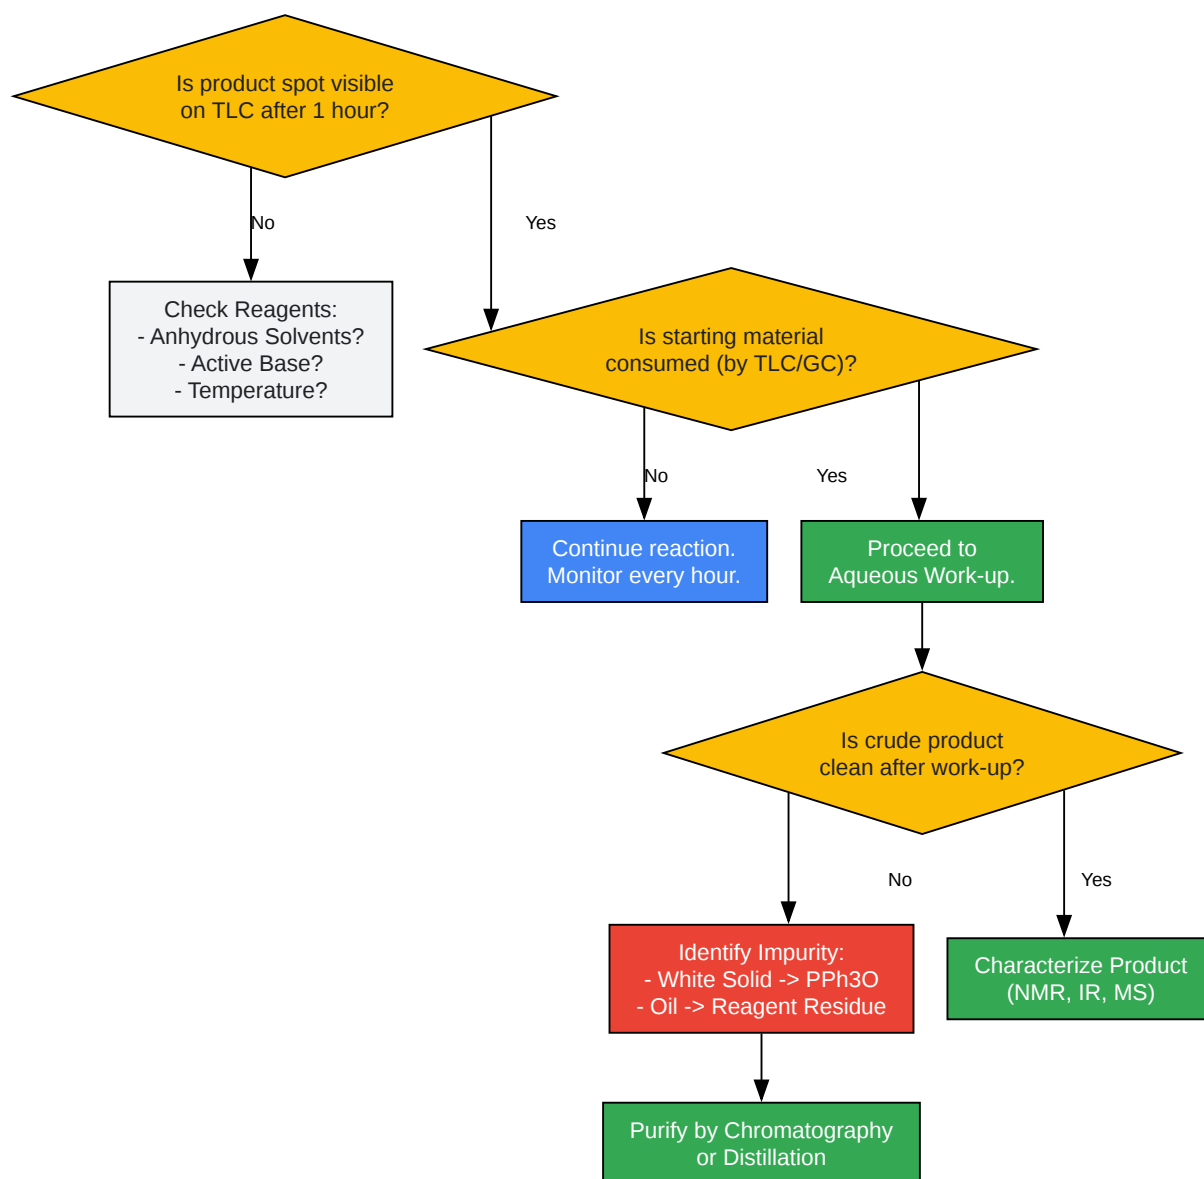 Is product spot visible
on TLC after 1 hour?
No
Yes
Check Reagents:
- Anhydrous Solvents?
- Active Base?
- Temperature?
Is starting material
consumed (by TLC/GC)?
No
Yes
Continue reaction.
Monitor every hour.
Proceed to
Aqueous Work-up.
Is crude product
clean after work-up?
No
Yes
Identify Impurity:
- White Solid -> PPh3O
- Oil -> Reagent Residue
Characterize Product
(NMR, IR, MS)
Purify by Chromatography
or Distillation